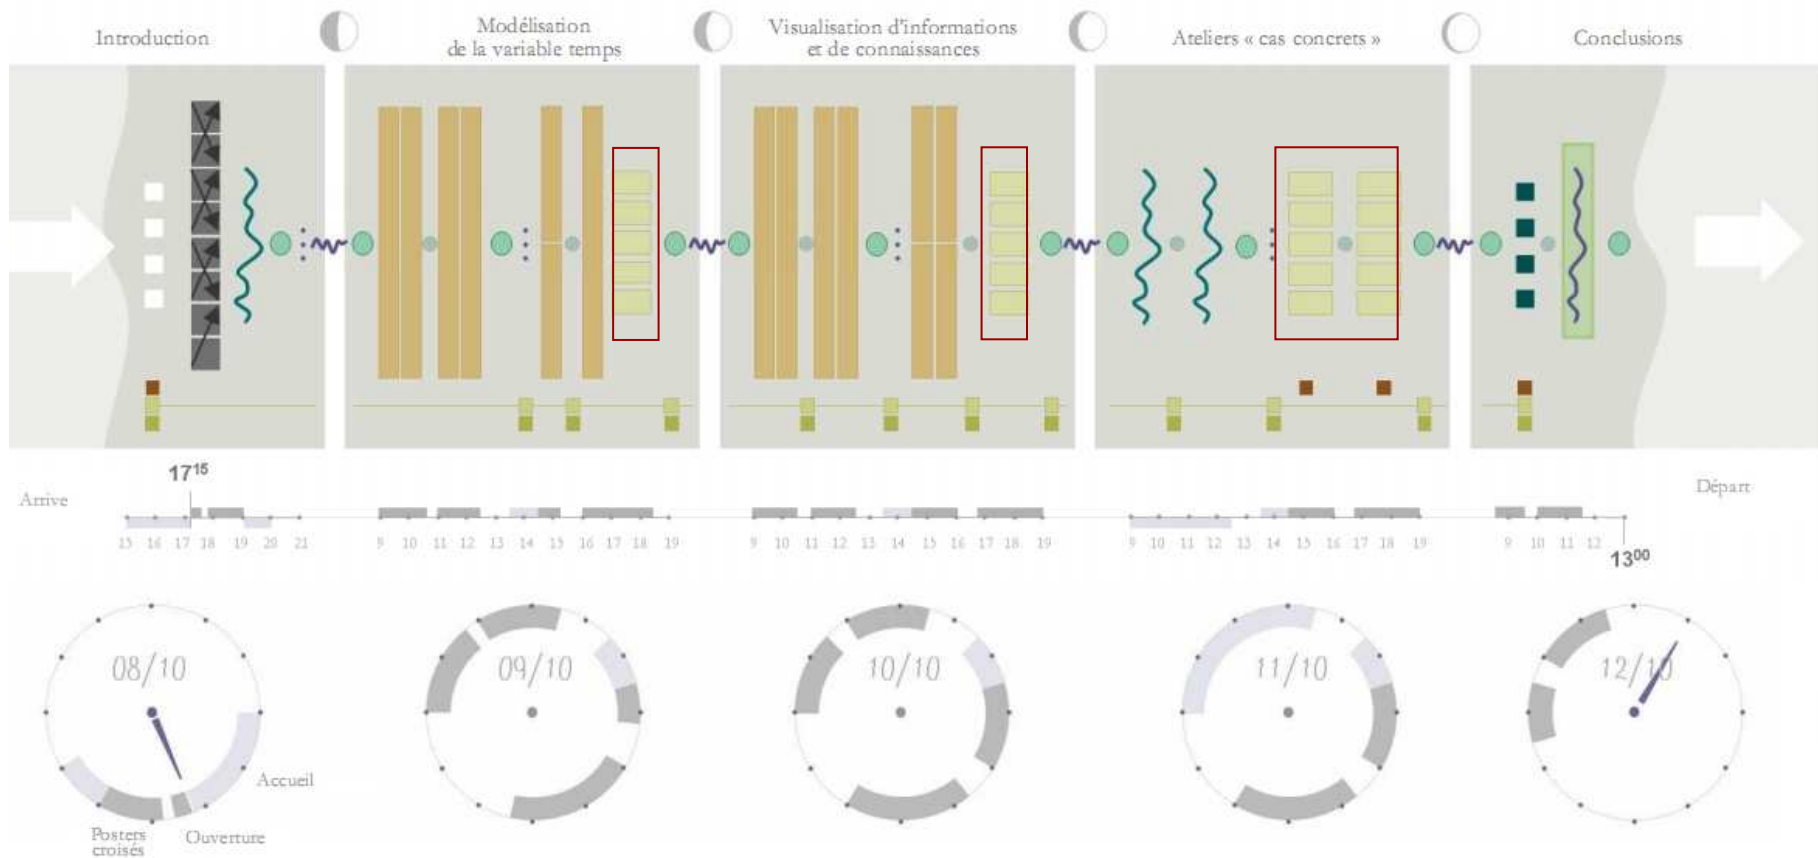 Introduction
Modélisation
de la variable temps
Visualisation d'informations
et de connaissances
Ateliers « cas concrets »
Conclusions
17¹⁵
Arrive
Départ
15 16 17 18 19 20 21
9 10 11 12 13 14 15 16 17 18 19
9 10 11 12 13 14 15 16 17 18 19
9 10 11 12 13 14 15 16 17 18 19
9 10 11 12
13⁰⁰
08/10
09/10
10/10
11/10
12/10
Accueil
Posters
croisés
Ouverture